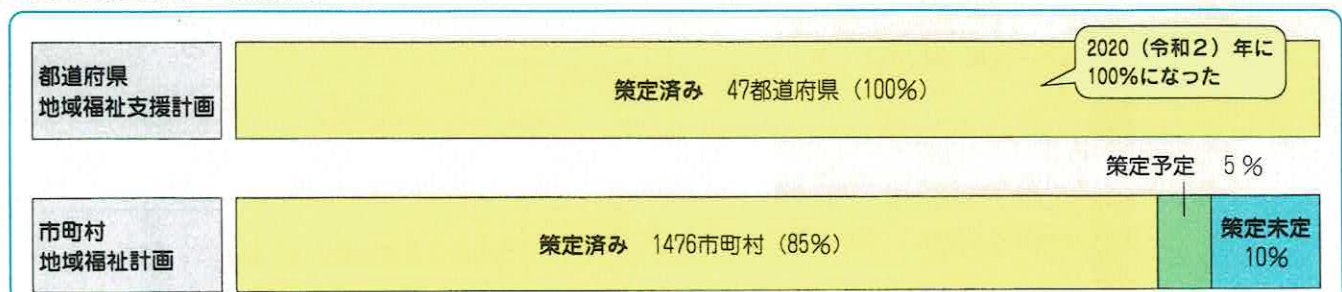 都道府県
地域福祉支援計画
策定済み 47都道府県（100%）
2020（令和2）年に
100%になった
策定予定 5%
市町村
地域福祉計画
策定済み 1476市町村（85%）
策定未定
10%